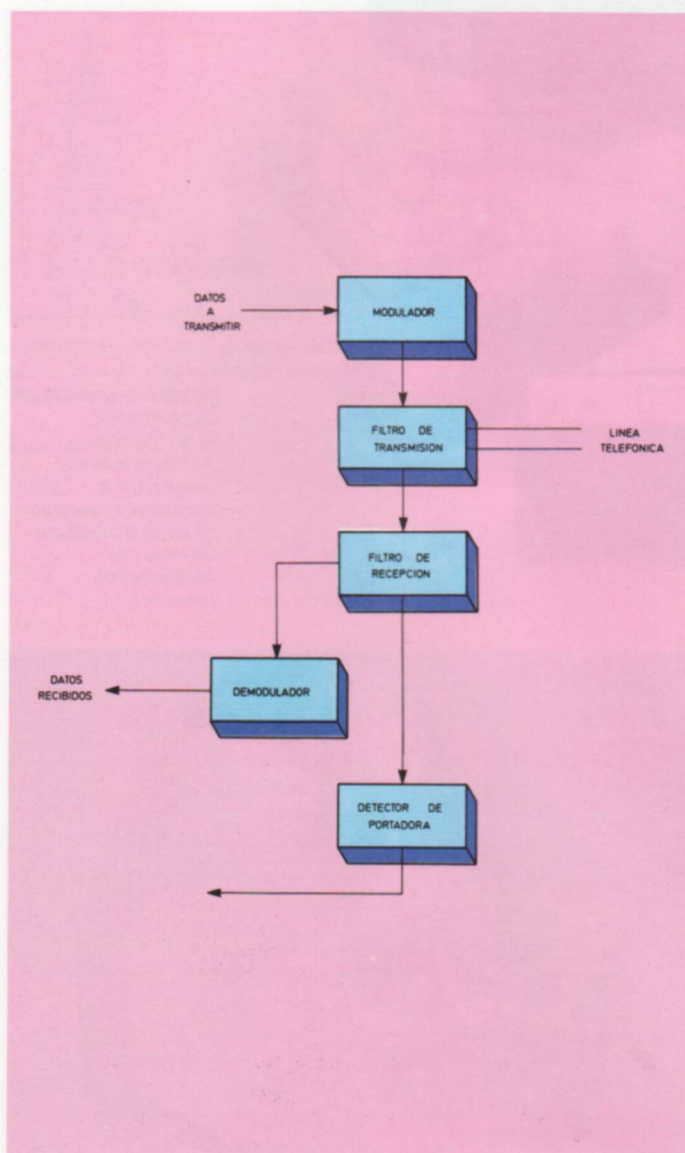 DATOS
A
TRANSMITIR
MODULADOR
FILTRO DE
TRANSMISION
LINEA
TELEFONICA
FILTRO DE
RECEPCION
DEMODULADOR
DATOS
RECIBIDOS
DETECTOR DE
PORTADORA